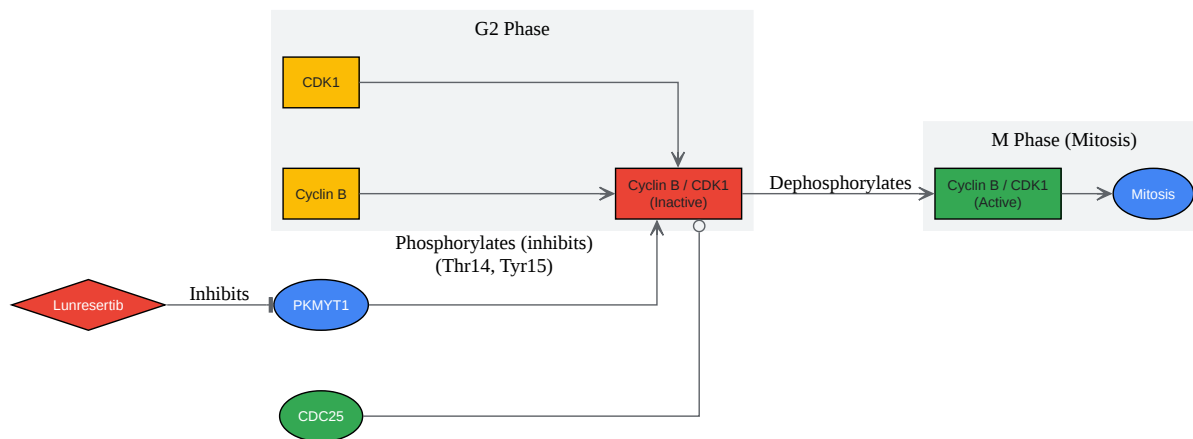 G2 Phase
CDK1
M Phase (Mitosis)
Cyclin B
Cyclin B / CDK1
(Inactive)
Dephosphorylates
Cyclin B / CDK1
(Active)
Mitosis
Phosphorylates (inhibits)
(Thr14, Tyr15)
Lunresertib
Inhibits
PKMYT1
CDC25